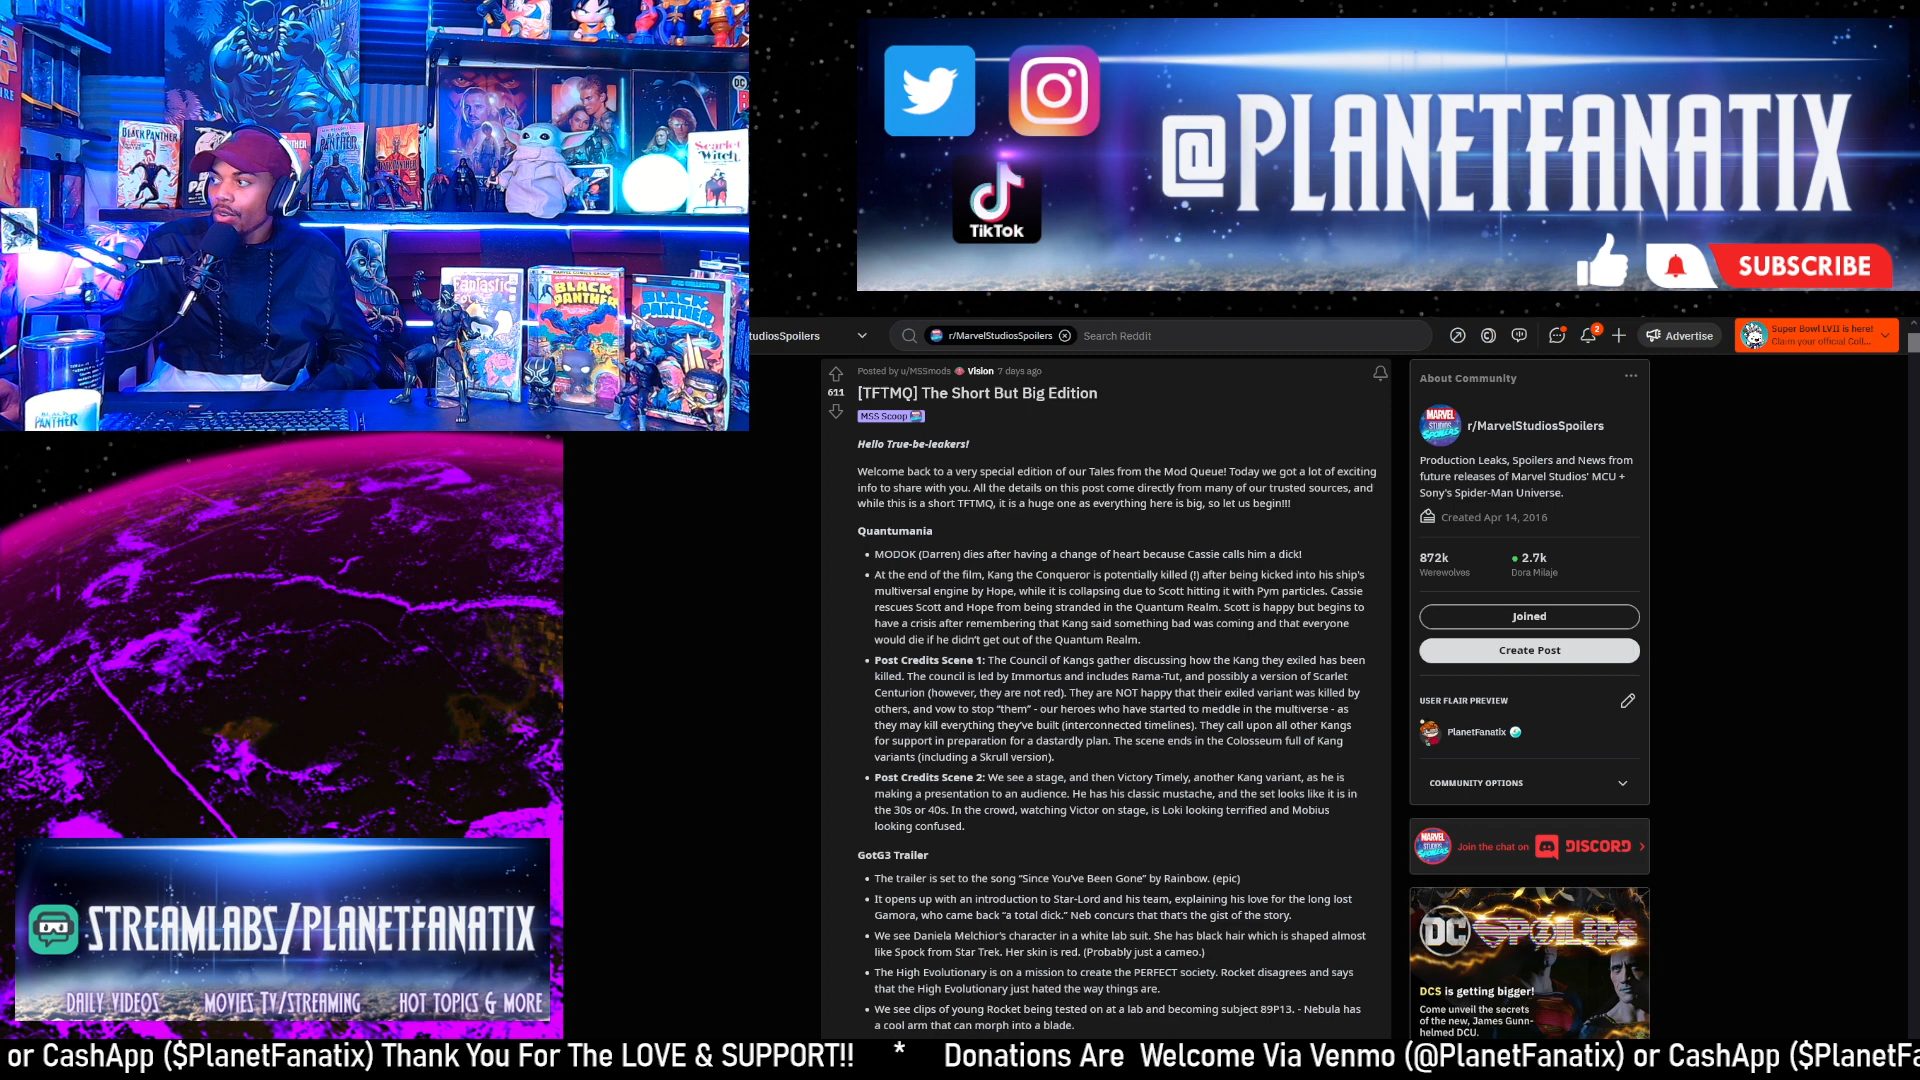 BLACK PANTHER
BLACK PANTHER
Scarlet
Witch
DC
Fantastic
BLACK
PANTHER
BLACK
PANTHER
PANTHER
@PLANETFANATIX
TikTok
SUBSCRIBE
tudiosSpoilers
r/MarvelStudiosSpoilers
Search Reddit
2
Advertise
Super Bowl LVII is here!
Claim your official Coll...
Posted by u/MSSmods Vision 7 days ago
611
[TFTMQ] The Short But Big Edition
MSS Scoop
Hello True-be-leakers!
Welcome back to a very special edition of our Tales from the Mod Queue! Today we got a lot of exciting
info to share with you. All the details on this post come directly from many of our trusted sources, and
while this is a short TFTMQ, it is a huge one as everything here is big, so let us begin!!!
Quantumania
• MODOK (Darren) dies after having a change of heart because Cassie calls him a dick!
• At the end of the film, Kang the Conqueror is potentially killed (!) after being kicked into his ship's
multiversal engine by Hope, while it is collapsing due to Scott hitting it with Pym particles. Cassie
rescues Scott and Hope from being stranded in the Quantum Realm. Scott is happy but begins to
have a crisis after remembering that Kang said something bad was coming and that everyone
would die if he didn't get out of the Quantum Realm.
• Post Credits Scene 1: The Council of Kangs gather discussing how the Kang they exiled has been
killed. The council is led by Immortus and includes Rama-Tut, and possibly a version of Scarlet
Centurion (however, they are not red). They are NOT happy that their exiled variant was killed by
others, and vow to stop “them” - our heroes who have started to meddle in the multiverse - as
they may kill everything they've built (interconnected timelines). They call upon all other Kangs
for support in preparation for a dastardly plan. The scene ends in the Colosseum full of Kang
variants (including a Skrull version).
• Post Credits Scene 2: We see a stage, and then Victory Timely, another Kang variant, as he is
making a presentation to an audience. He has his classic mustache, and the set looks like it is in
the 30s or 40s. In the crowd, watching Victor on stage, is Loki looking terrified and Mobius
looking confused.
GotG3 Trailer
• The trailer is set to the song “Since You've Been Gone” by Rainbow. (epic)
• It opens up with an introduction to Star-Lord and his team, explaining his love for the long lost
Gamora, who came back “a total dick.” Neb concurs that that's the gist of the story.
• We see Daniela Melchior's character in a white lab suit. She has black hair which is shaped almost
like Spock from Star Trek. Her skin is red. (Probably just a cameo.)
• The High Evolutionary is on a mission to create the PERFECT society. Rocket disagrees and says
that the High Evolutionary just hated the way things are.
• We see clips of young Rocket being tested on at a lab and becoming subject 89P13. - Nebula has
a cool arm that can morph into a blade.
About Community
MARVEL
STUDIOS
SPOILERS
r/MarvelStudiosSpoilers
Production Leaks, Spoilers and News from
future releases of Marvel Studios' MCU +
Sony's Spider-Man Universe.
Created Apr 14, 2016
872k
Werewolves
2.7k
Dora Milaje
Joined
Create Post
USER FLAIR PREVIEW
PlanetFanatix
COMMUNITY OPTIONS
MARVEL
STUDIOS
SPOILERS
Join the chat on DISCORD
DC SPOILERS
DCS is getting bigger!
Come unveil the secrets
of the new, James Gunn-
helmed DCU.
STREAMLABS/PLANETFANATIX
DAILY VIDEOS MOVIES TV/STREAMING HOT TOPICS & MORE
or CashApp ($PlanetFanatix) Thank You For The LOVE & SUPPORT!! * Donations Are Welcome Via Venmo (@PlanetFanatix) or CashApp ($PlanetFa